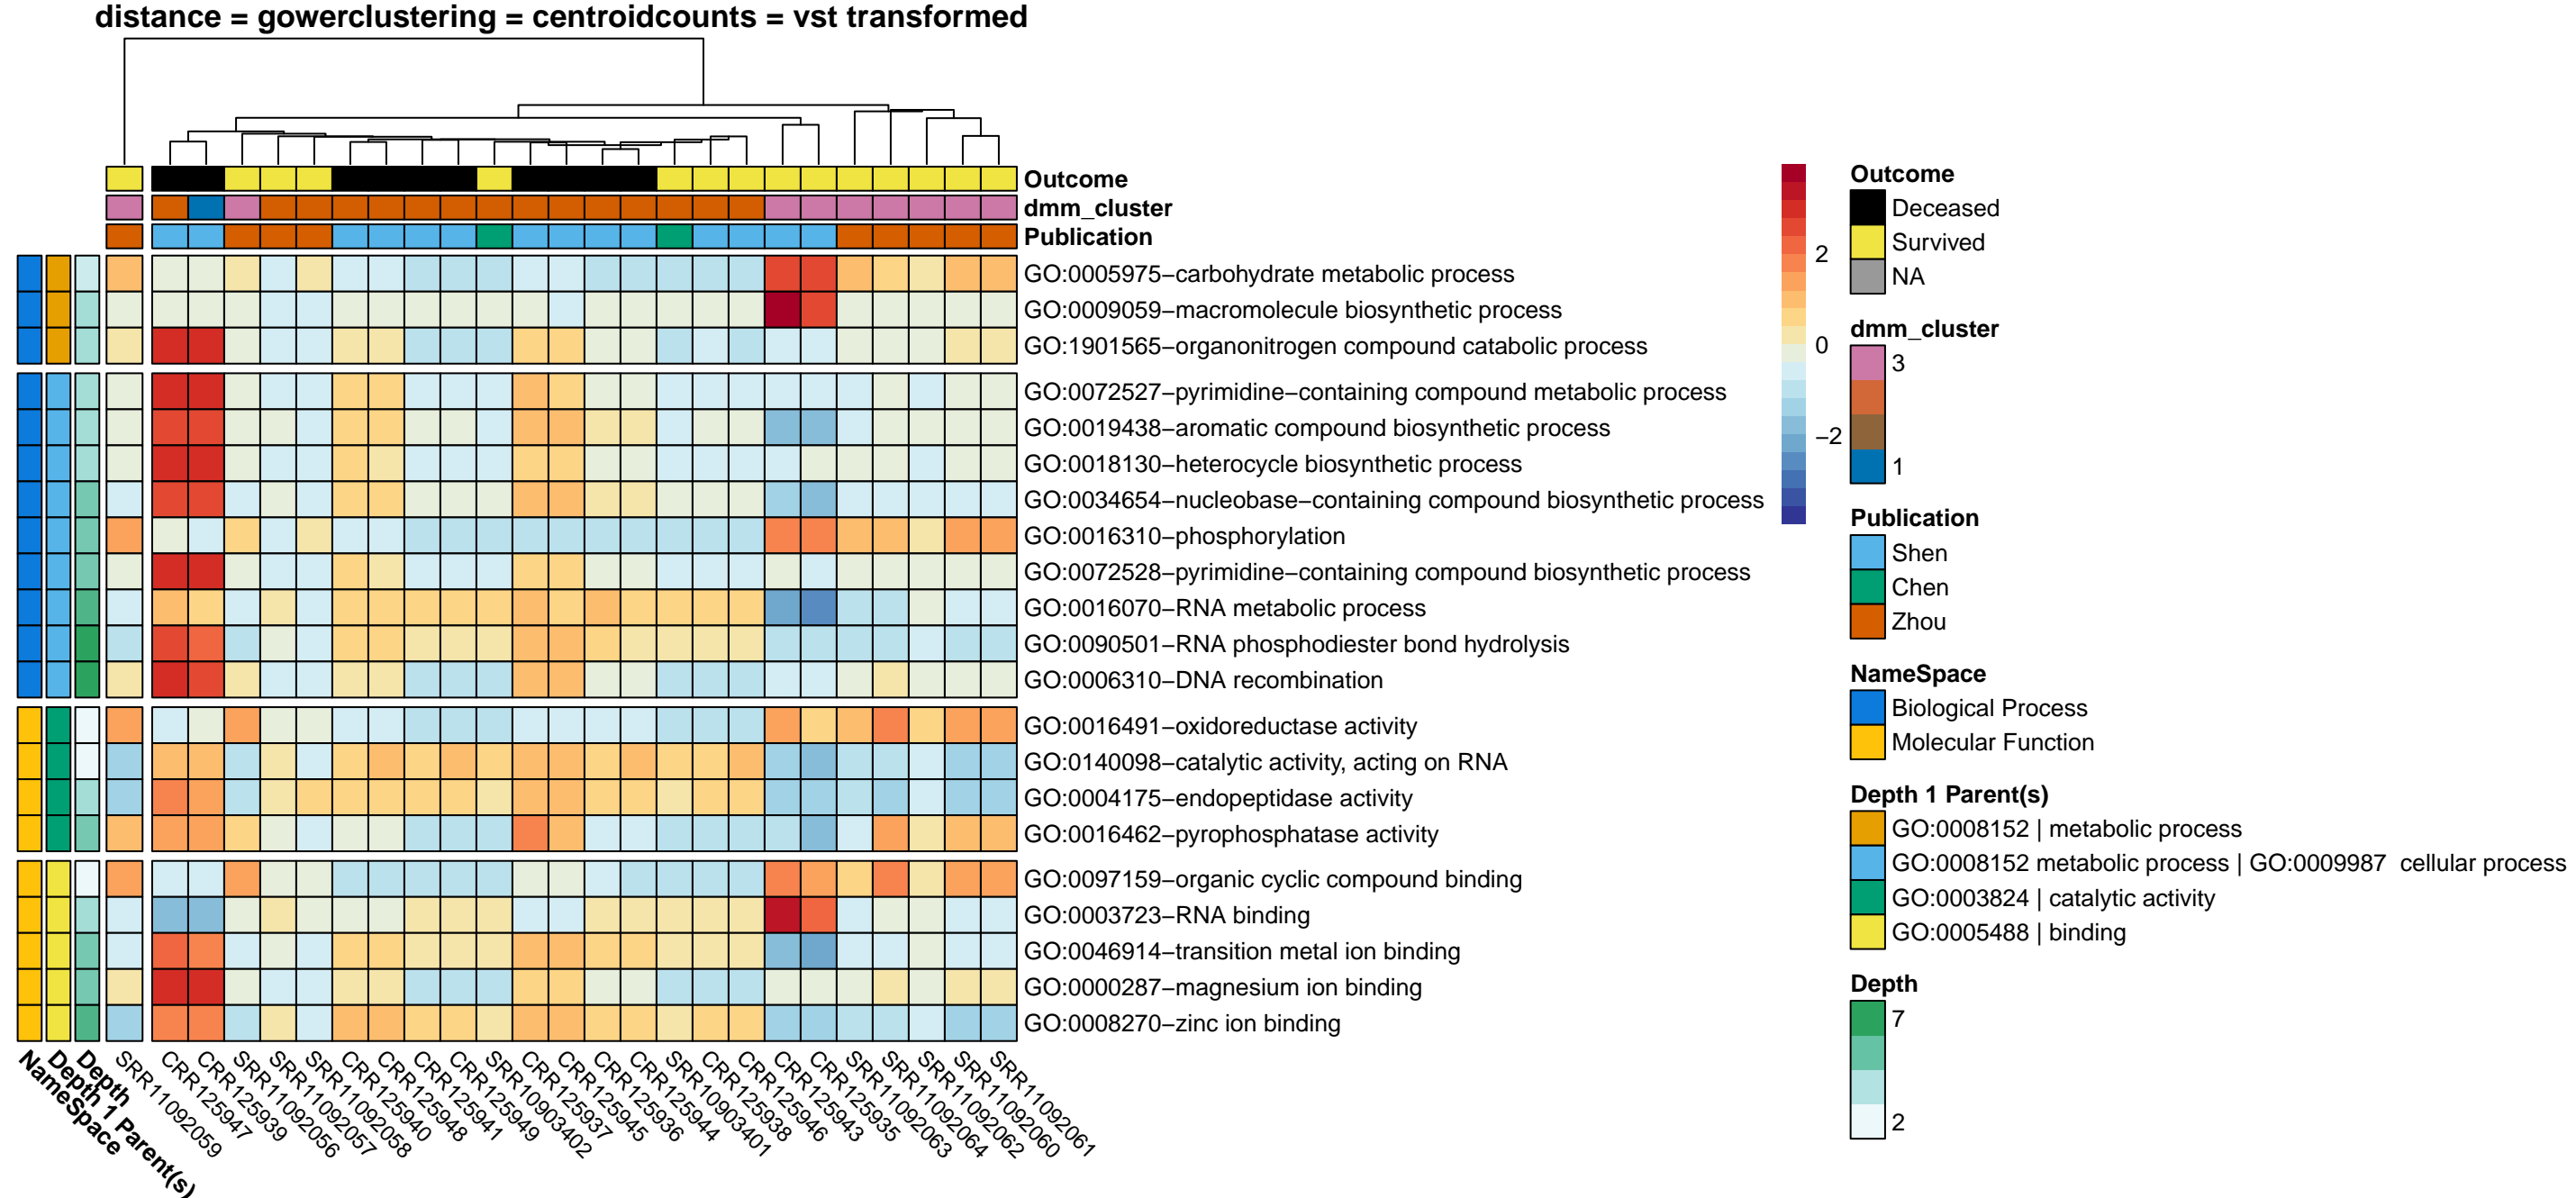 distance = gowerclustering = centroidcounts = vst transformed
Outcome
dmm_cluster
Publication
GO:0005975−carbohydrate metabolic process
GO:0009059−macromolecule biosynthetic process
GO:1901565−organonitrogen compound catabolic process
GO:0072527−pyrimidine−containing compound metabolic process
GO:0019438−aromatic compound biosynthetic process
GO:0018130−heterocycle biosynthetic process
GO:0034654−nucleobase−containing compound biosynthetic process
GO:0016310−phosphorylation
GO:0072528−pyrimidine−containing compound biosynthetic process
GO:0016070−RNA metabolic process
GO:0090501−RNA phosphodiester bond hydrolysis
GO:0006310−DNA recombination
GO:0016491−oxidoreductase activity
GO:0140098−catalytic activity, acting on RNA
GO:0004175−endopeptidase activity
GO:0016462−pyrophosphatase activity
GO:0097159−organic cyclic compound binding
GO:0003723−RNA binding
GO:0046914−transition metal ion binding
GO:0000287−magnesium ion binding
GO:0008270−zinc ion binding
NameSpace
Depth 1 Parent(s)
Depth
SRR11092059
CRR125947
CRR125939
SRR11092056
SRR11092057
SRR11092058
CRR125940
CRR125948
CRR125941
CRR125949
SRR10903402
CRR125937
CRR125945
CRR125936
CRR125944
SRR10903401
CRR125938
CRR125946
CRR125943
CRR125935
SRR11092063
SRR11092064
SRR11092062
SRR11092060
SRR11092061
2
0
−2
Outcome
Deceased
Survived
NA
dmm_cluster
3
1
Publication
Shen
Chen
Zhou
NameSpace
Biological Process
Molecular Function
Depth 1 Parent(s)
GO:0008152 | metabolic process
GO:0008152 metabolic process | GO:0009987  cellular process
GO:0003824 | catalytic activity
GO:0005488 | binding
Depth
7
2